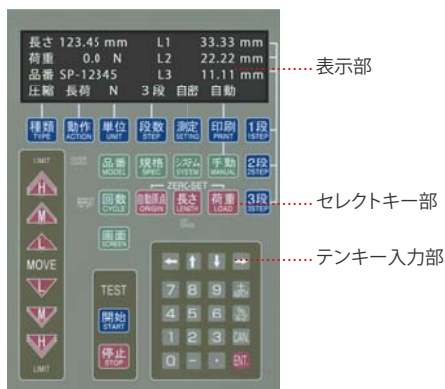 長さ 123.45 mm L1 33.33 mm
荷重 0.0 N L2 22.22 mm
品番 SP-12345 L3 11.11 mm
圧縮 長荷 N 3段 自密 自動
表示部
種類 動作 単位 段数 測定 印刷 1段
TYPE ACTION UNIT STEP SETING PRINT 1STEP
LIMIT 品番 規格 システム 手動 2段
MODEL SPEC SYSTEM MANUAL 2STEP
H
ZERO-SET
回数 自動原点 長さ 荷重 3段
CYCLE ORIGIN LENGTH LOAD 3STEP
セレクトキー部
M
画面
SCREEN
L
テンキー入力部
MOVE
← ↑ ↓ →
L
TEST
7 8 9
M
開始
START
4 5 6
H
1 2 3 CAN.
停止
STOP
0 - · ENT.
LIMIT